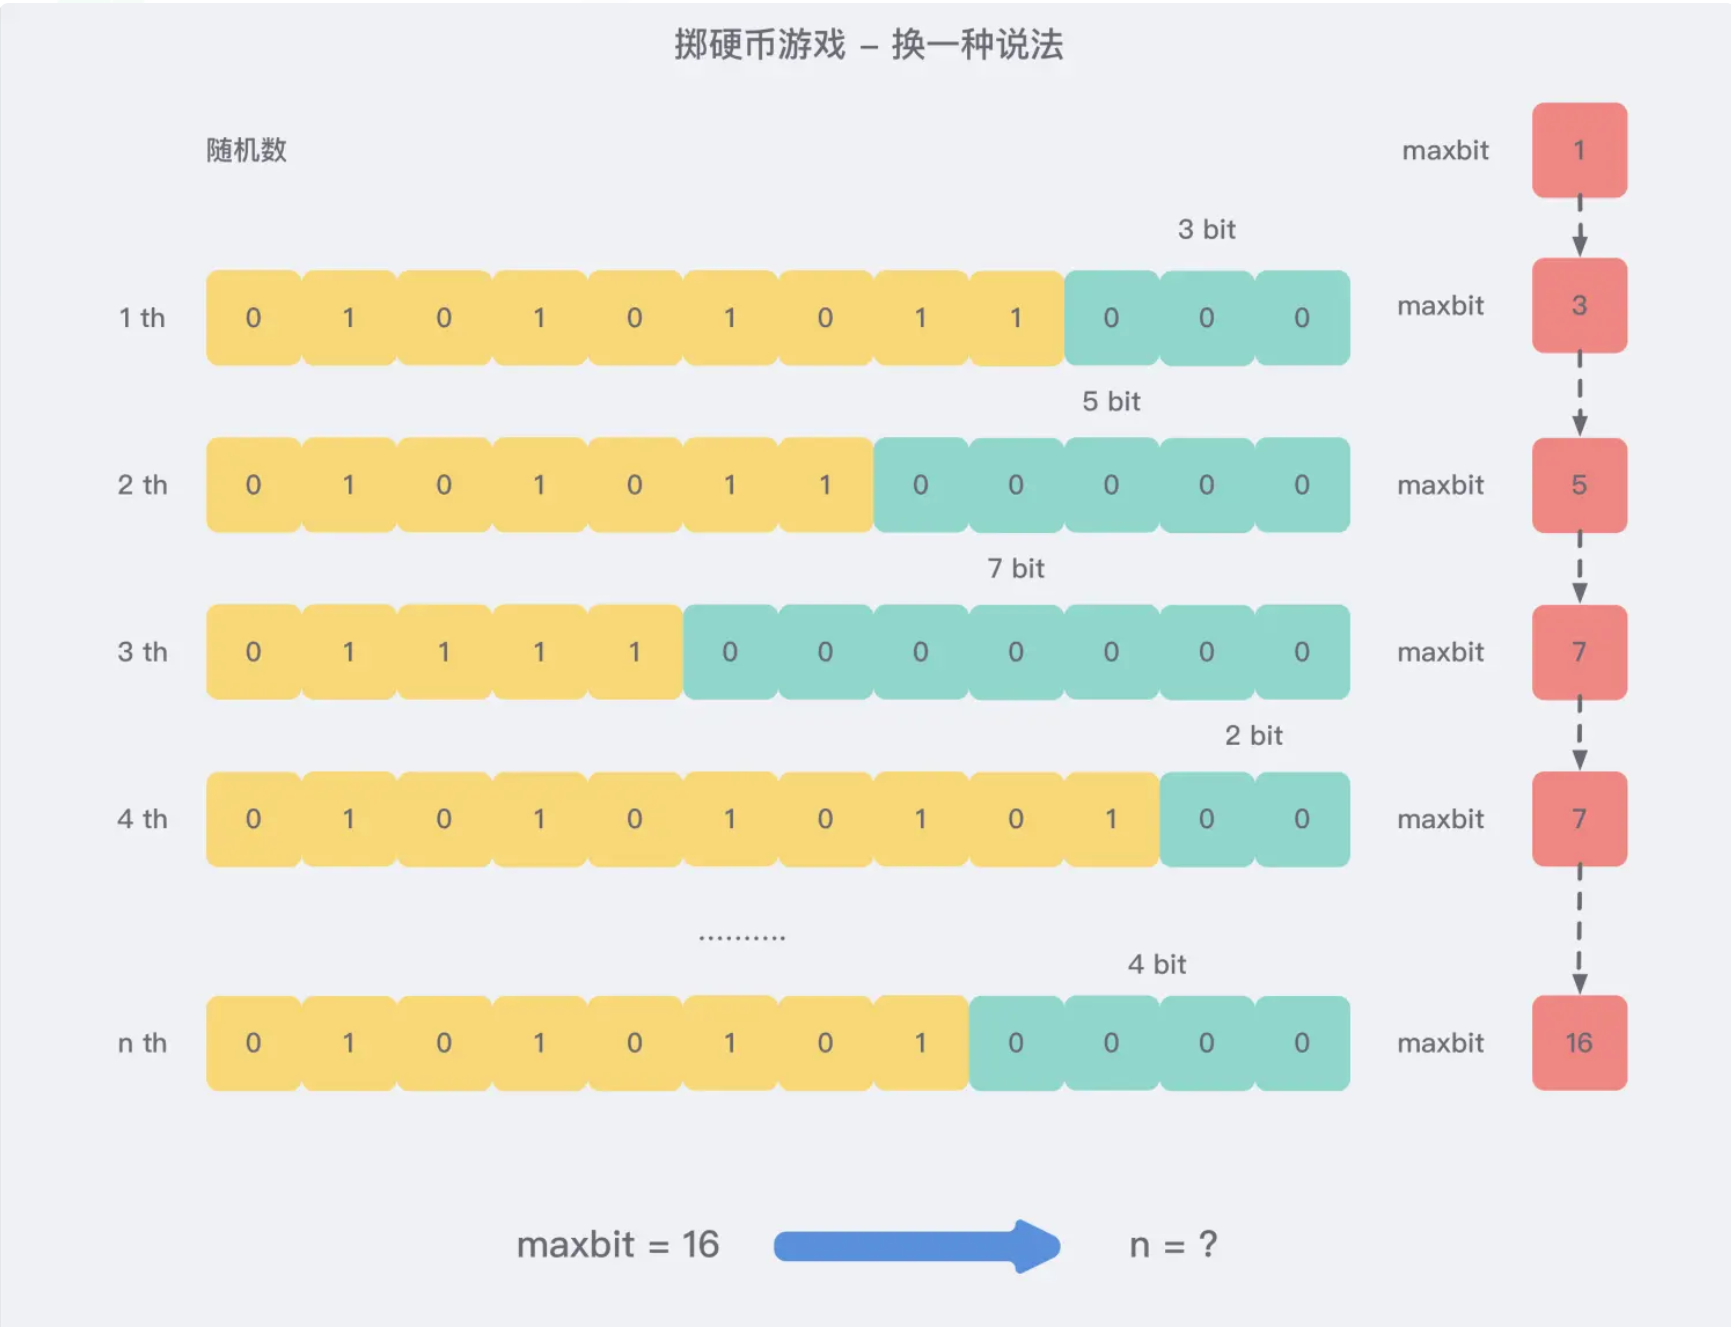 掷硬币游戏 – 换一种说法
随机数
maxbit 1
3 bit
1 th 0 1 0 1 0 1 0 1 1 0 0 0 maxbit 3
5 bit
2 th 0 1 0 1 0 1 1 0 0 0 0 0 maxbit 5
7 bit
3 th 0 1 1 1 1 0 0 0 0 0 0 0 maxbit 7
2 bit
4 th 0 1 0 1 0 1 0 1 0 1 0 0 maxbit 7
..........
4 bit
n th 0 1 0 1 0 1 0 1 0 0 0 0 maxbit 16
maxbit = 16 n = ?